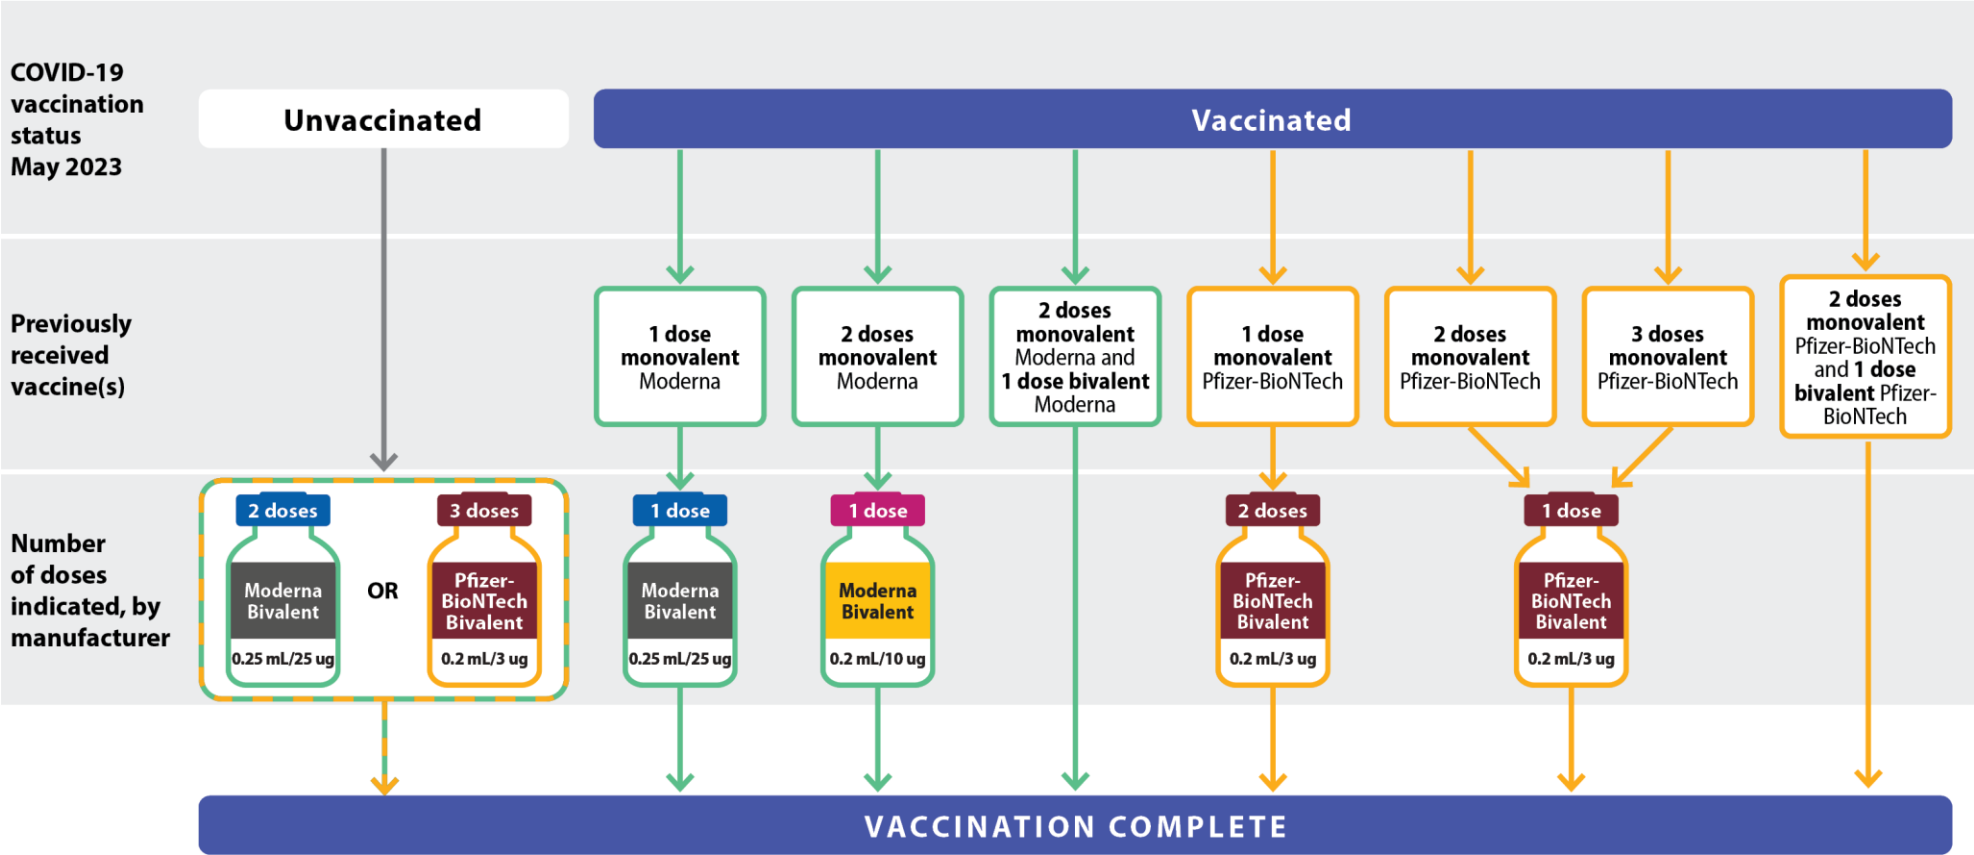 COVID-19
vaccination
status
May 2023
Unvaccinated
Vaccinated
Previously
received
vaccine(s)
1 dose
monovalent
Moderna
2 doses
monovalent
Moderna
2 doses
monovalent
Moderna and
1 dose bivalent
Moderna
1 dose
monovalent
Pfizer-BioNTech
2 doses
monovalent
Pfizer-BioNTech
3 doses
monovalent
Pfizer-BioNTech
2 doses
monovalent
Pfizer-BioNTech
and 1 dose
bivalent Pfizer-
BioNTech
Number
of doses
indicated, by
manufacturer
2 doses
Moderna
Bivalent
0.25 mL/25 ug
OR
3 doses
Pfizer-
BioNTech
Bivalent
0.2 mL/3 ug
1 dose
Moderna
Bivalent
0.25 mL/25 ug
1 dose
Moderna
Bivalent
0.2 mL/10 ug
2 doses
Pfizer-
BioNTech
Bivalent
0.2 mL/3 ug
1 dose
Pfizer-
BioNTech
Bivalent
0.2 mL/3 ug
VACCINATION COMPLETE